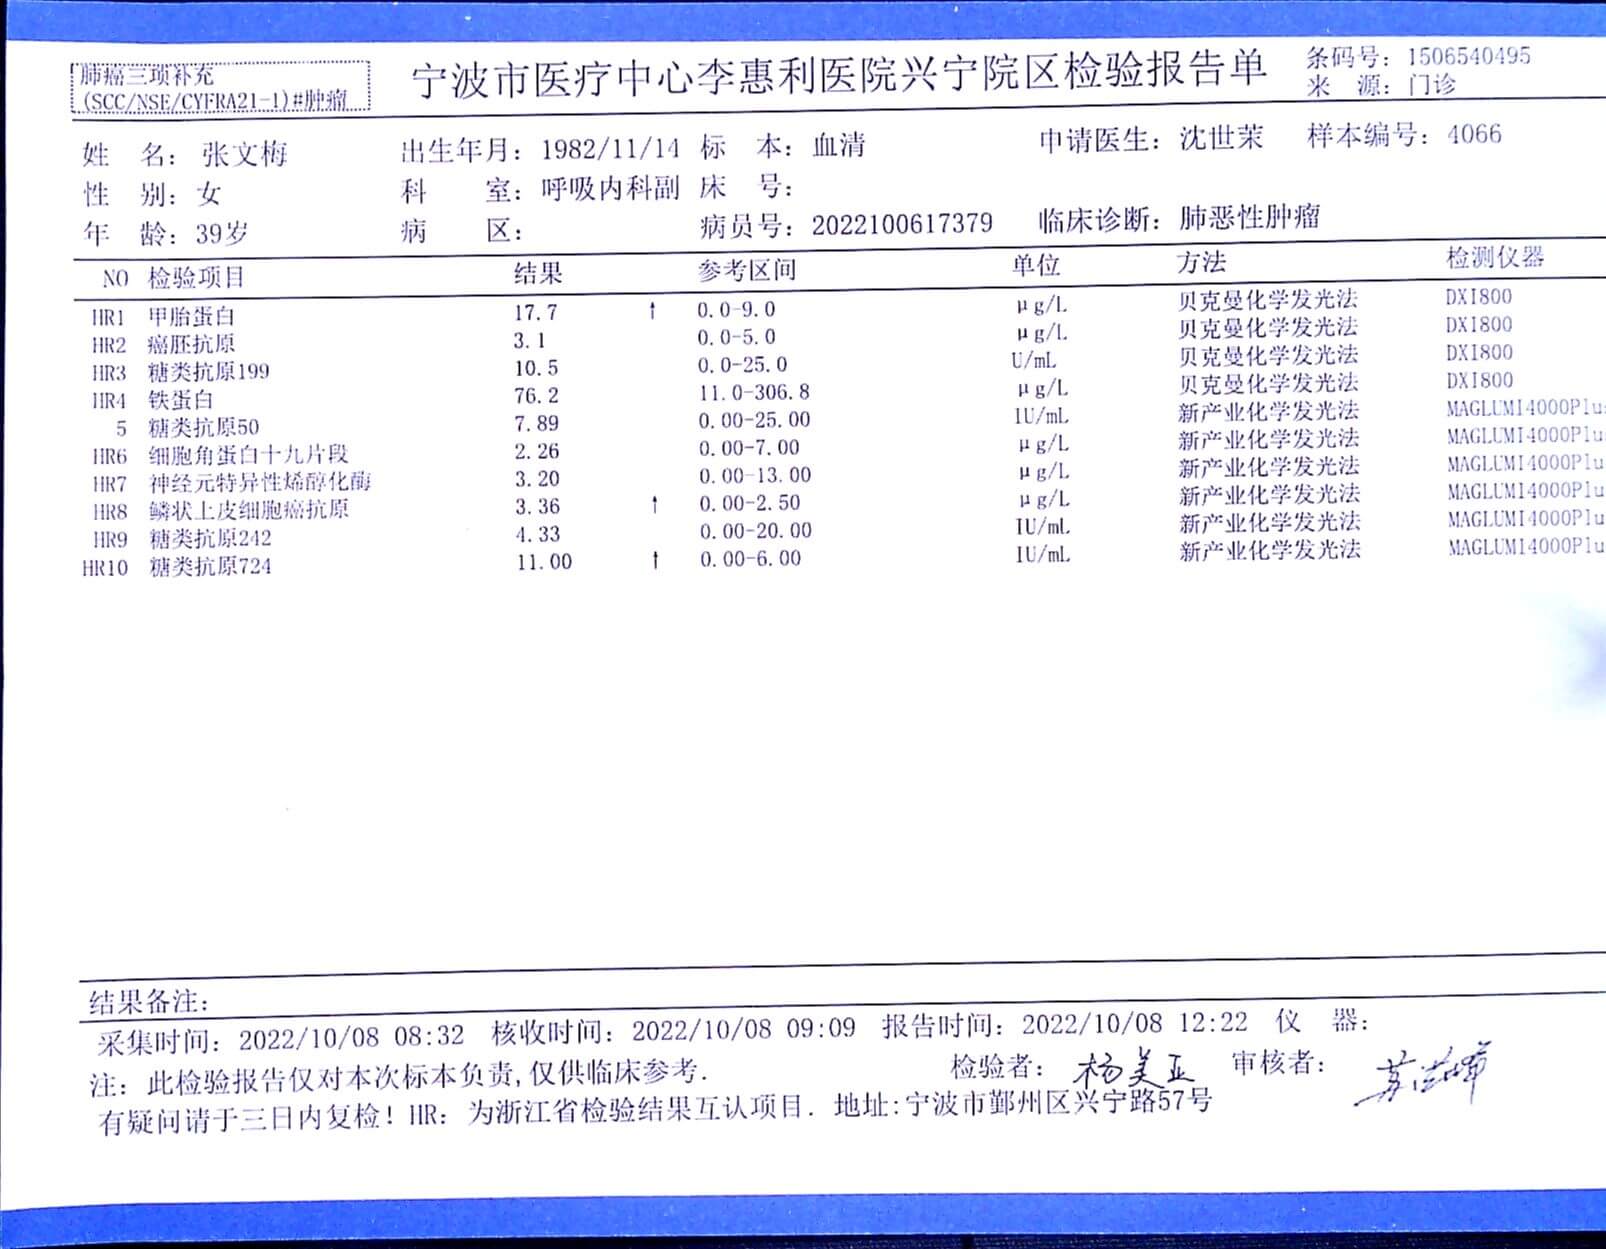 肺癌三项补充
(SCC/NSE/CYFRA21-1)#肿瘤
宁波市医疗中心李惠利医院兴宁院区检验报告单
条码号: 1506540495
来 源: 门诊
姓 名: 张文梅 出生年月: 1982/11/14 标 本: 血清 申请医生: 沈世茉 样本编号: 4066
性 别: 女 科 室: 呼吸内科副 床 号:
年 龄: 39岁 病 区: 病员号: 2022100617379 临床诊断: 肺恶性肿瘤
NO 检验项目 结果 参考区间 单位 方法 检测仪器
HR1 甲胎蛋白 17.7 ↑ 0.0-9.0 μg/L 贝克曼化学发光法 DXI800
HR2 癌胚抗原 3.1 0.0-5.0 μg/L 贝克曼化学发光法 DXI800
HR3 糖类抗原199 10.5 0.0-25.0 U/mL 贝克曼化学发光法 DXI800
HR4 铁蛋白 76.2 11.0-306.8 μg/L 贝克曼化学发光法 DXI800
5 糖类抗原50 7.89 0.00-25.00 IU/mL 新产业化学发光法 MAGLUMI4000Plu
HR6 细胞角蛋白十九片段 2.26 0.00-7.00 μg/L 新产业化学发光法 MAGLUMI4000Plu
HR7 神经元特异性烯醇化酶 3.20 0.00-13.00 μg/L 新产业化学发光法 MAGLUMI4000Plu
HR8 鳞状上皮细胞癌抗原 3.36 ↑ 0.00-2.50 μg/L 新产业化学发光法 MAGLUMI4000Plu
HR9 糖类抗原242 4.33 0.00-20.00 IU/mL 新产业化学发光法 MAGLUMI4000Plu
HR10 糖类抗原724 11.00 ↑ 0.00-6.00 IU/mL 新产业化学发光法 MAGLUMI4000Plu
结果备注:
采集时间: 2022/10/08 08:32 核收时间: 2022/10/08 09:09 报告时间: 2022/10/08 12:22 仪 器:
注: 此检验报告仅对本次标本负责,仅供临床参考. 检验者: 杨美亚 审核者:
有疑问请于三日内复检! HR: 为浙江省检验结果互认项目. 地址:宁波市鄞州区兴宁路57号